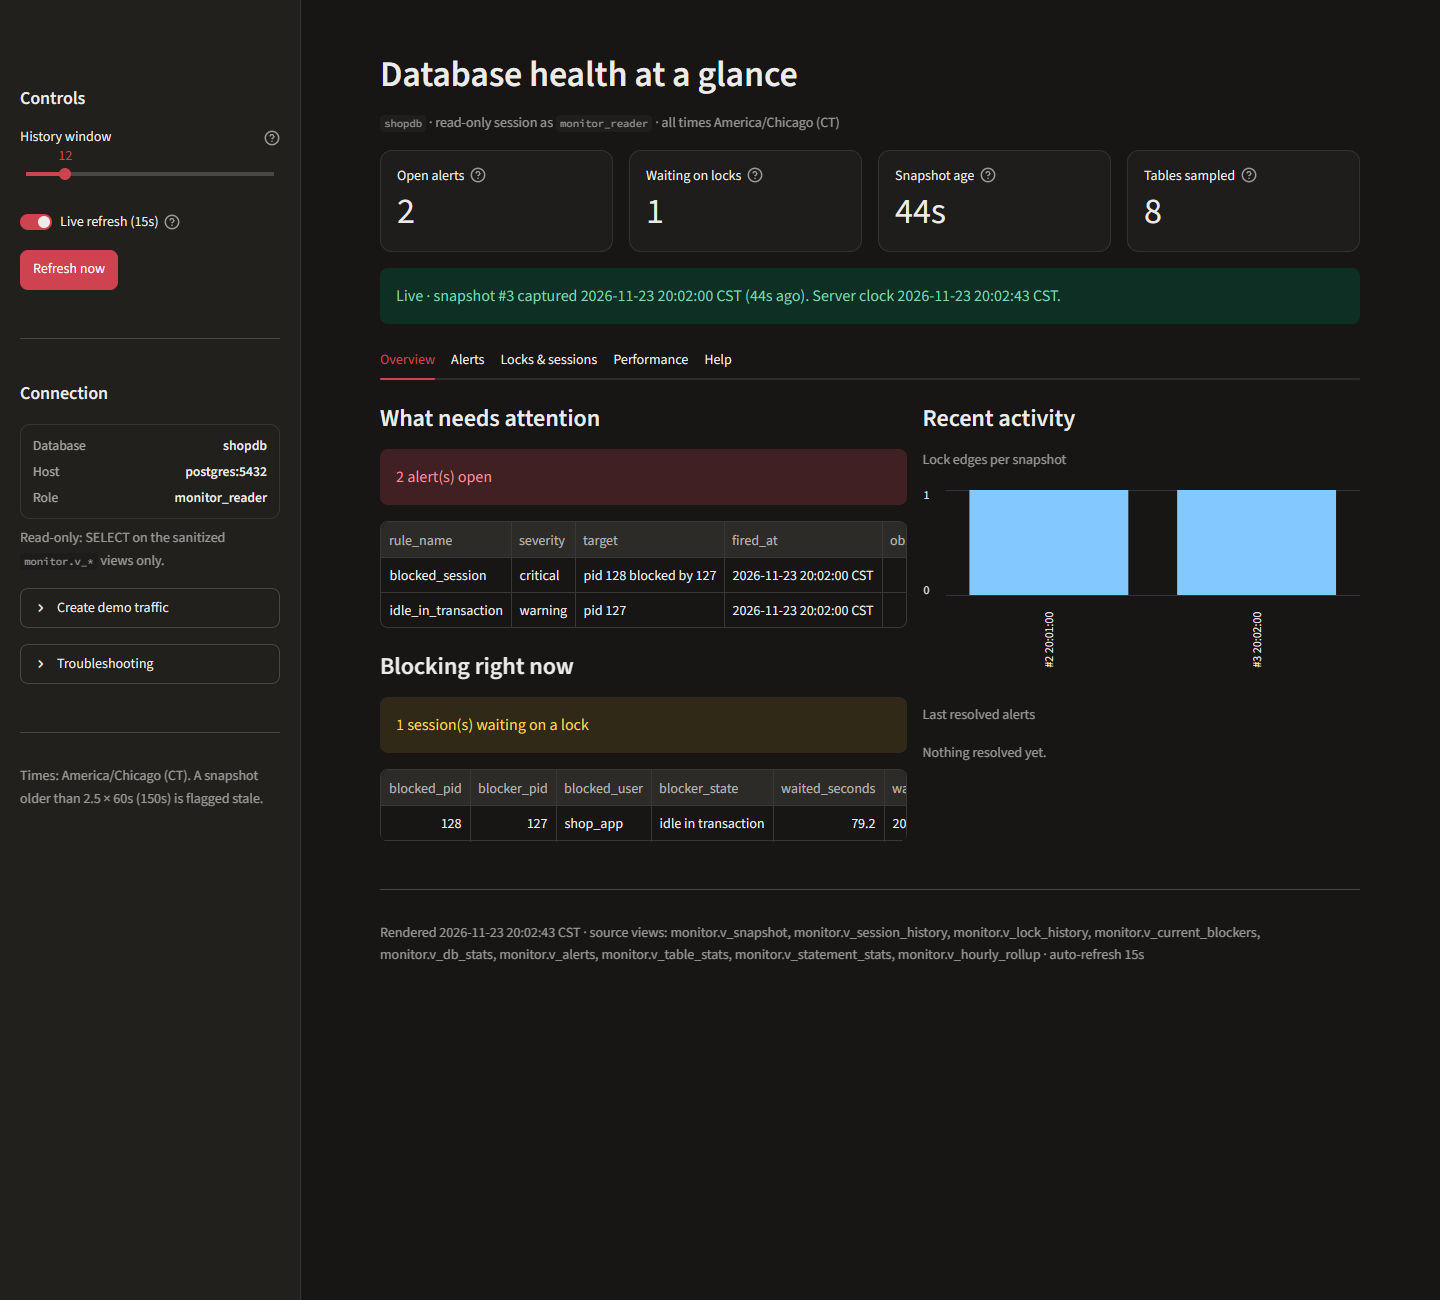 Controls
History window
12
Live refresh (15s)
Refresh now
Connection
Database shopdb
Host postgres:5432
Role monitor_reader
Read-only: SELECT on the sanitized
monitor.v_* views only.
Create demo traffic
Troubleshooting
Times: America/Chicago (CT). A snapshot
older than 2.5 × 60s (150s) is flagged stale.
Database health at a glance
shopdb · read-only session as monitor_reader · all times America/Chicago (CT)
Open alerts
2
Waiting on locks
1
Snapshot age
44s
Tables sampled
8
Live · snapshot #3 captured 2026-11-23 20:02:00 CST (44s ago). Server clock 2026-11-23 20:02:43 CST.
Overview Alerts Locks & sessions Performance Help
What needs attention
2 alert(s) open
rule_name severity target fired_at ob
blocked_session critical pid 128 blocked by 127 2026-11-23 20:02:00 CST
idle_in_transaction warning pid 127 2026-11-23 20:02:00 CST
Blocking right now
1 session(s) waiting on a lock
blocked_pid blocker_pid blocked_user blocker_state waited_seconds wa
128 127 shop_app idle in transaction 79.2 20
Recent activity
Lock edges per snapshot
1
0
#2 20:01:00
#3 20:02:00
Last resolved alerts
Nothing resolved yet.
Rendered 2026-11-23 20:02:43 CST · source views: monitor.v_snapshot, monitor.v_session_history, monitor.v_lock_history, monitor.v_current_blockers,
monitor.v_db_stats, monitor.v_alerts, monitor.v_table_stats, monitor.v_statement_stats, monitor.v_hourly_rollup · auto-refresh 15s